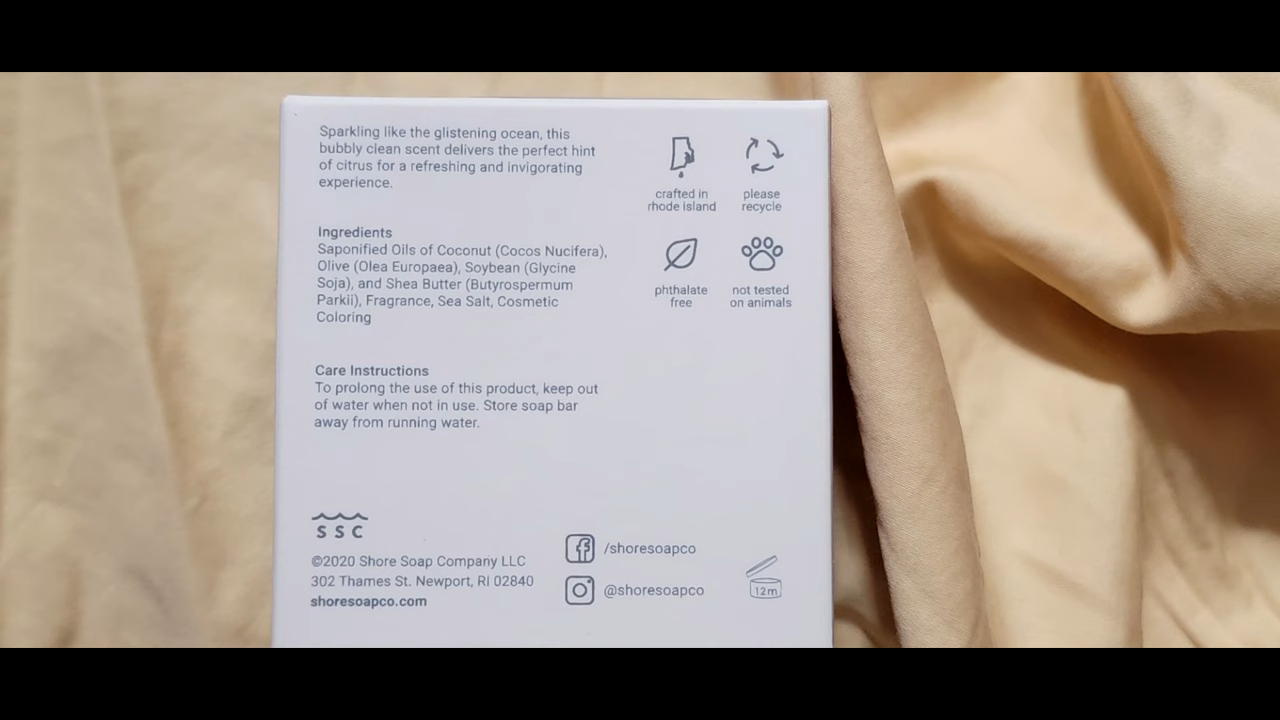 Sparkling like the glistening ocean, this
bubbly clean scent delivers the perfect hint
of citrus for a refreshing and invigorating
experience.
crafted in
rhode island
please
recycle
phthalate
free
not tested
on animals
Ingredients
Saponified Oils of Coconut (Cocos Nucifera),
Olive (Olea Europaea), Soybean (Glycine
Soja), and Shea Butter (Butyrospermum
Parkii), Fragrance, Sea Salt, Cosmetic
Coloring
Care Instructions
To prolong the use of this product, keep out
of water when not in use. Store soap bar
away from running water.
SSC
©2020 Shore Soap Company LLC
302 Thames St. Newport, RI 02840
shoresoapco.com
/shoresoapco
@shoresoapco
12m